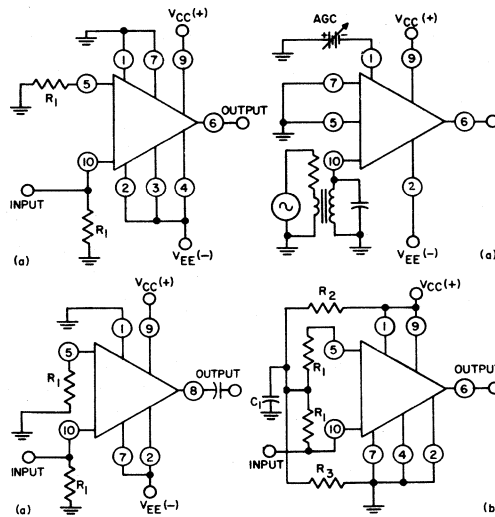 VCC(+)
1
7
9
5
R1
OUTPUT
6
10
2
3
4
INPUT
R1
(a)
VEE(-)
AGC
+
-
VCC(+)
1
9
7
5
6
10
2
(a)
VEE(-)
VCC(+)
1
9
5
R1
OUTPUT
8
10
INPUT
7
2
R1
(a)
VEE(-)
VCC(+)
R2
1
9
5
R1
OUTPUT
6
C1
R1
10
INPUT
7
4
2
R3
(b)